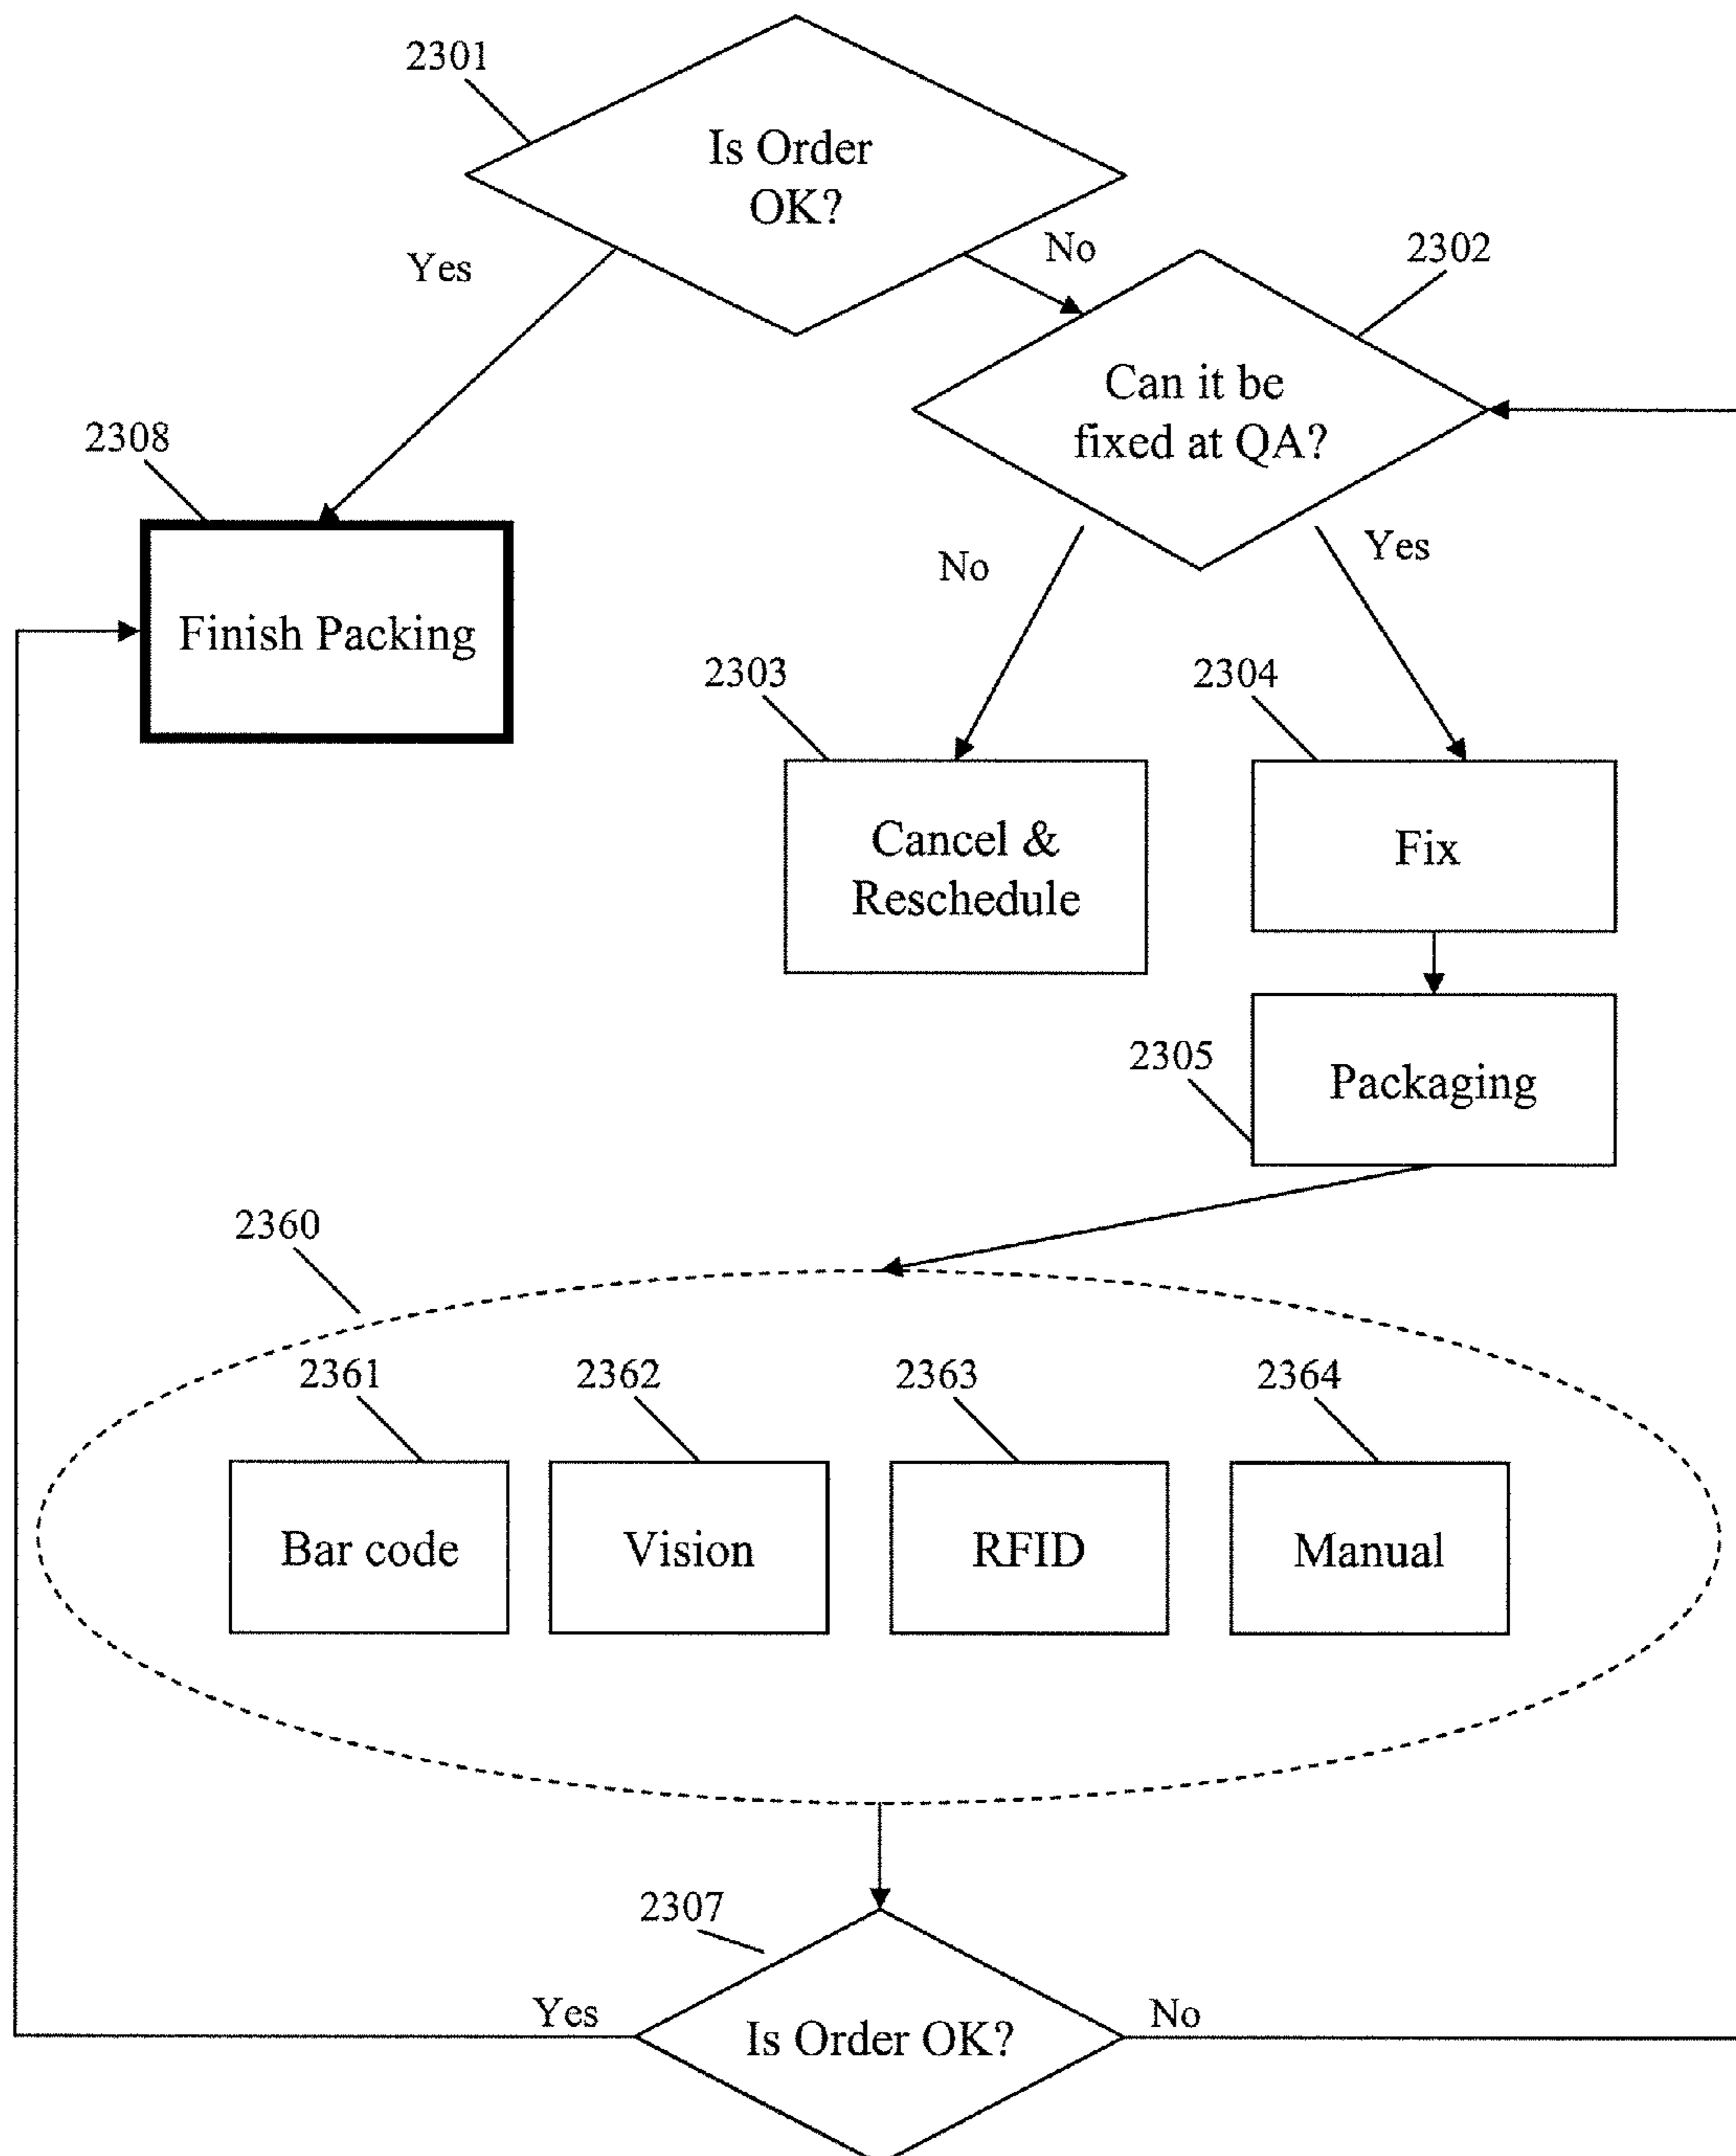 2301
Is Order
OK?
Yes
No
2302
Can it be
fixed at QA?
2308
Finish Packing
No
Yes
2303
2304
Cancel &
Reschedule
Fix
2305
Packaging
2360
2361
2362
2363
2364
Bar code
Vision
RFID
Manual
2307
Yes
Is Order OK?
No